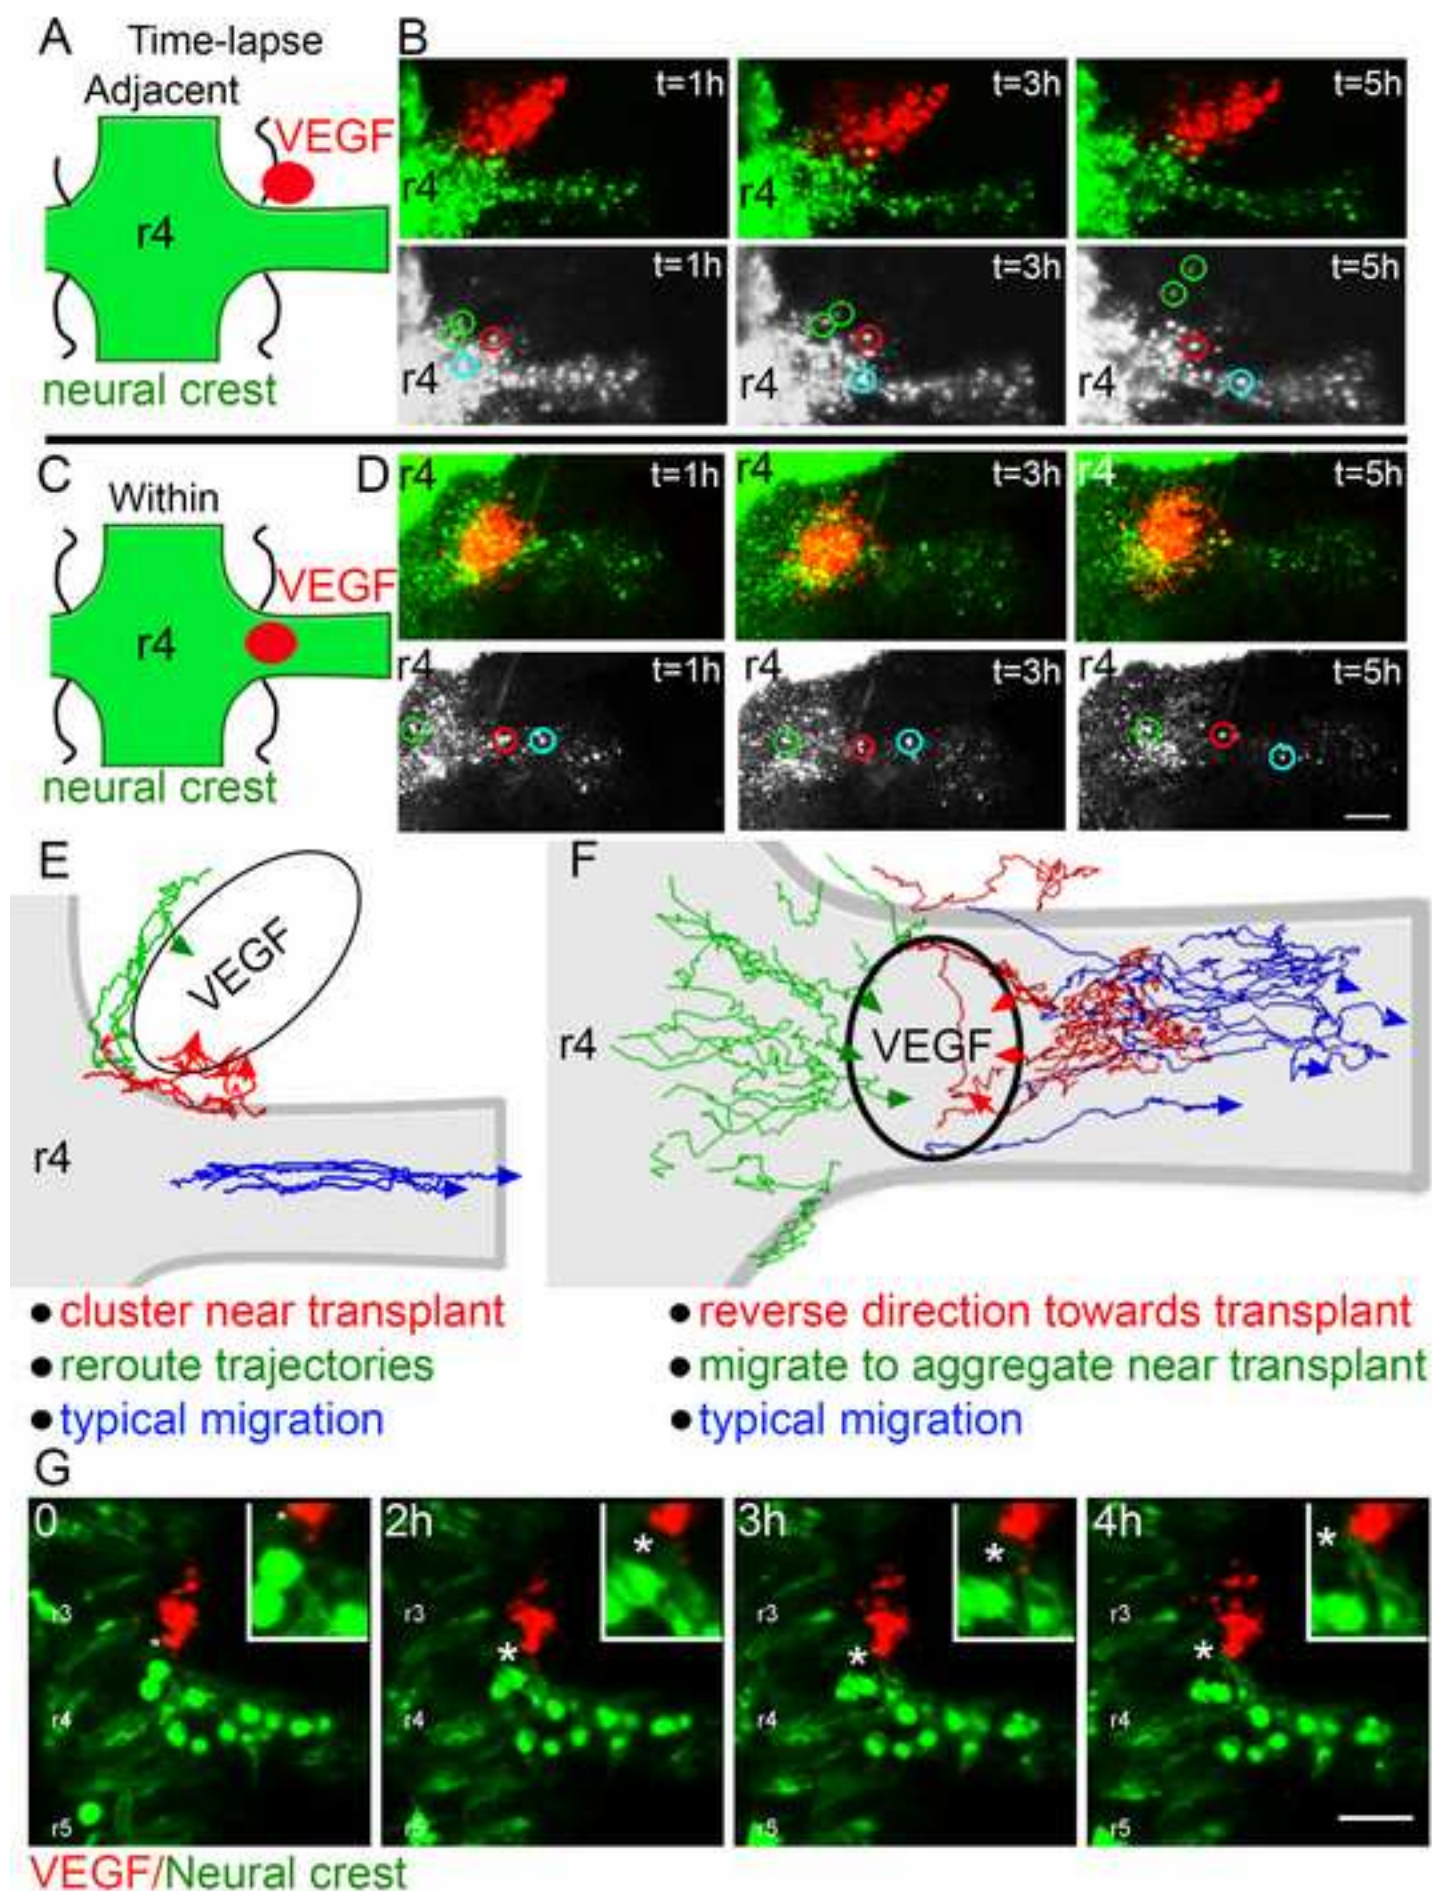 A
Time-lapse
Adjacent
VEGF
r4
neural crest
B
t=1h
r4
t=3h
r4
t=5h
t=1h
r4
t=3h
r4
t=5h
r4
C
Within
VEGF
r4
neural crest
D
r4
t=1h
r4
t=3h
r4
t=5h
r4
t=1h
r4
t=3h
r4
t=5h
E
VEGF
r4
● cluster near transplant
● reroute trajectories
● typical migration
F
r4
VEGF
● reverse direction towards transplant
● migrate to aggregate near transplant
● typical migration
G
0
r3
r4
r5
2h
*
*
r3
r4
r5
3h
*
*
r3
r4
r5
4h
*
*
r3
r4
r5
VEGF/Neural crest